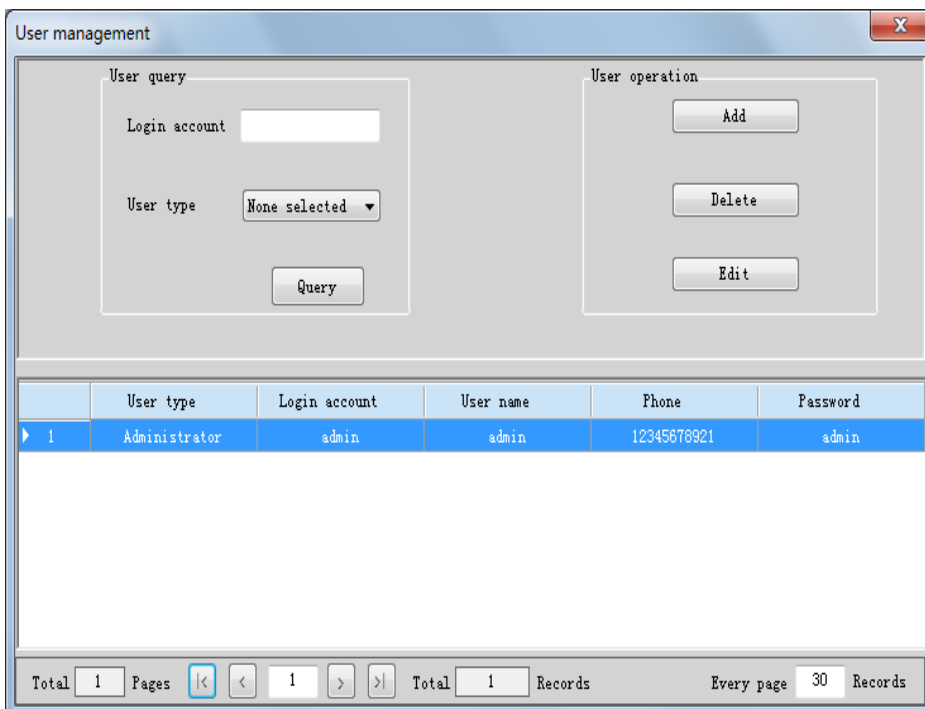 User management
X
User query
User operation
Login account
Add
User type
None selected
Delete
Query
Edit
User type Login account User name Phone Password
1 Administrator admin admin 12345678921 admin
Total 1 Pages |< < 1 > >| Total 1 Records Every page 30 Records